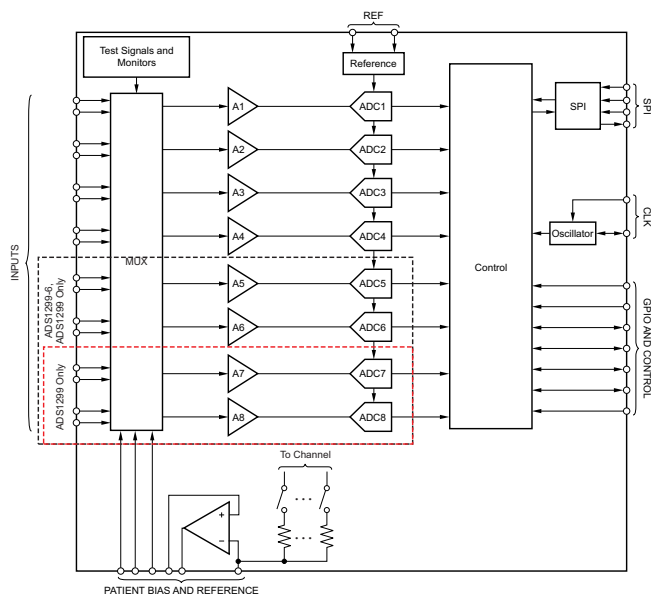 REF
Test Signals and
Monitors
Reference
A1
ADC1
SPI
SPI
A2
ADC2
A3
ADC3
CLK
A4
ADC4
Oscillator
INPUTS
MUX
Control
ADS1299-6,
ADS1299 Only
A5
ADC5
A6
ADC6
GPIO AND CONTROL
ADS1299 Only
A7
ADC7
A8
ADC8
To Channel
+
−
PATIENT BIAS AND REFERENCE